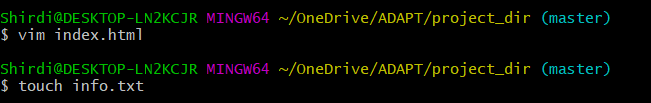 Shirdi@DESKTOP-LN2KCJR MINGW64 ~/OneDrive/ADAPT/project_dir (master)
$ vim index.html
Shirdi@DESKTOP-LN2KCJR MINGW64 ~/OneDrive/ADAPT/project_dir (master)
$ touch info.txt